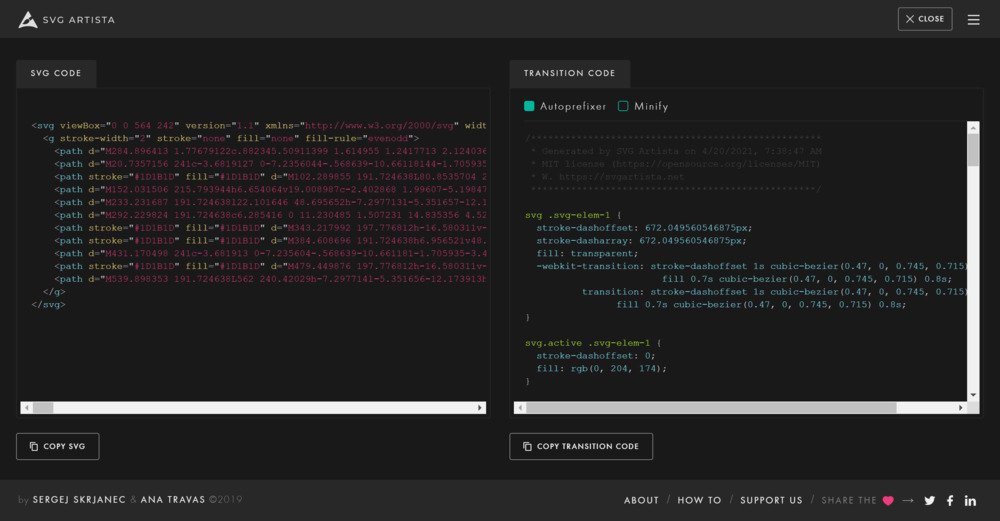 SVG ARTISTA
CLOSE
SVG CODE
<svg viewBox="0 0 564 242" version="1.1" xmlns="http://www.w3.org/2000/svg" widt
<g stroke-width="2" stroke="none" fill="none" fill-rule="evenodd">
<path d="M284.896413 1.77679122c.882345.50911399 1.614955 1.2417713 2.124036
<path d="M20.7357156 241c-3.6819127 0-7.2356044-.568639-10.66118144-1.705935
<path stroke="#1D1B1D" fill="#1D1B1D" d="M102.289855 191.724638L80.8535704 2
<path d="M152.031506 215.793944h6.654064v19.008987c-2.402868 1.99607-5.19847
<path d="M233.231687 191.724638l22.101646 48.695652h-7.2977131-5.351657-12.1
<path d="M292.229824 191.724638c6.285416 0 11.230485 1.507231 14.835356 4.52
<path stroke="#1D1B1D" fill="#1D1B1D" d="M343.217992 197.776812h-16.580311v-
<path stroke="#1D1B1D" fill="#1D1B1D" d="M384.608696 191.724638h6.956521v48.
<path d="M431.170498 241c-3.681913 0-7.235604-.568639-10.661181-1.705935-3.4
<path stroke="#1D1B1D" fill="#1D1B1D" d="M479.449876 197.776812h-16.580311v-
<path d="M539.898353 191.724638L562 240.42029h-7.2977141-5.351656-12.173913h
</g>
</svg>
COPY SVG
TRANSITION CODE
Autoprefixer Minify
* Generated by SVG Artista on 4/20/2021, 7:38:47 AM
* MIT license (https://opensource.org/licenses/MIT)
* W. https://svgartista.net
svg .svg-elem-1 {
stroke-dashoffset: 672.049560546875px;
stroke-dasharray: 672.049560546875px;
fill: transparent;
-webkit-transition: stroke-dashoffset 1s cubic-bezier(0.47, 0, 0.745, 0.715)
fill 0.7s cubic-bezier(0.47, 0, 0.745, 0.715) 0.8s;
transition: stroke-dashoffset 1s cubic-bezier(0.47, 0, 0.745, 0.715)
fill 0.7s cubic-bezier(0.47, 0, 0.745, 0.715) 0.8s;
}
svg.active .svg-elem-1 {
stroke-dashoffset: 0;
fill: rgb(0, 204, 174);
}
COPY TRANSITION CODE
by SERGEJ SKRJANEC & ANA TRAVAS ©2019
ABOUT / HOW TO / SUPPORT US / SHARE THE